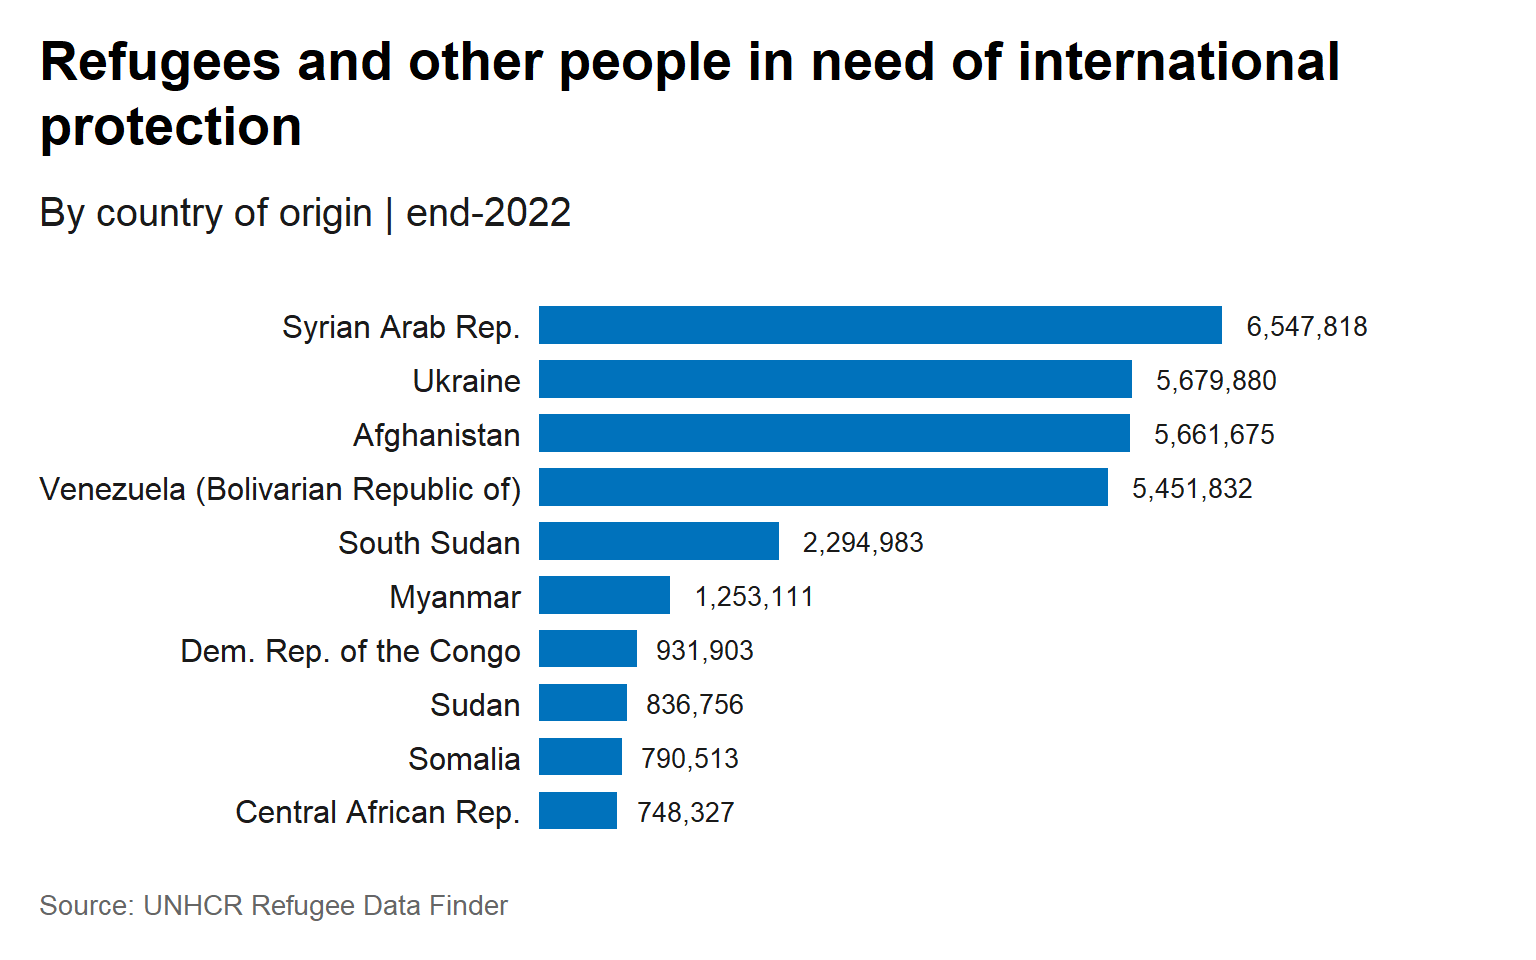 Refugees and other people in need of international
protection
By country of origin | end-2022
Syrian Arab Rep. 6,547,818
Ukraine 5,679,880
Afghanistan 5,661,675
Venezuela (Bolivarian Republic of) 5,451,832
South Sudan 2,294,983
Myanmar 1,253,111
Dem. Rep. of the Congo 931,903
Sudan 836,756
Somalia 790,513
Central African Rep. 748,327
Source: UNHCR Refugee Data Finder